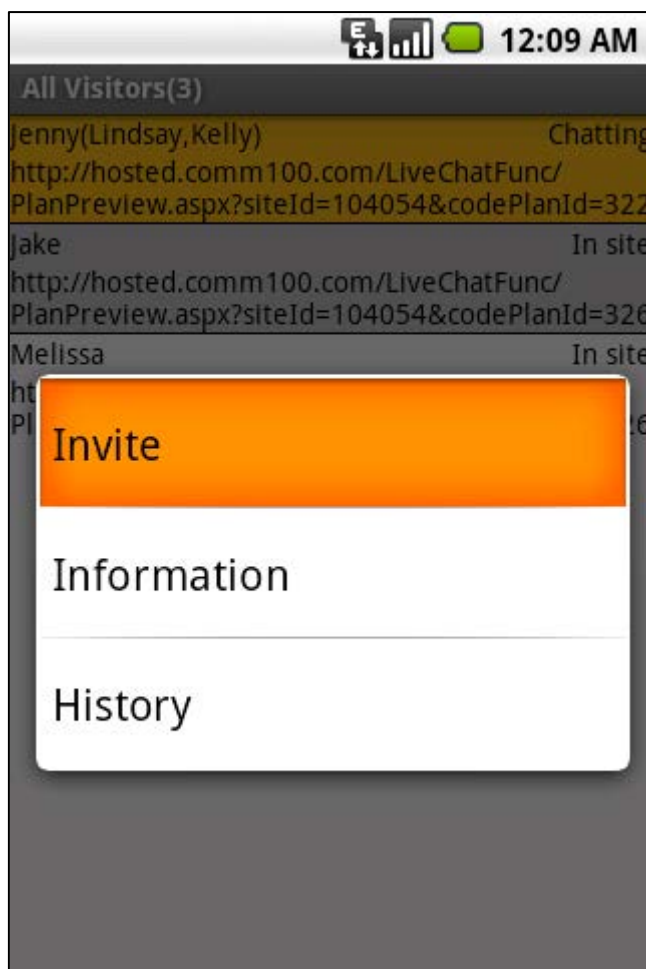 E
12:09 AM
All Visitors(3)
Jenny(Lindsay,Kelly) Chatting
http://hosted.comm100.com/LiveChatFunc/
PlanPreview.aspx?siteId=104054&codePlanId=322
Jake In site
http://hosted.comm100.com/LiveChatFunc/
PlanPreview.aspx?siteId=104054&codePlanId=326
Melissa In site
Invite
Information
History